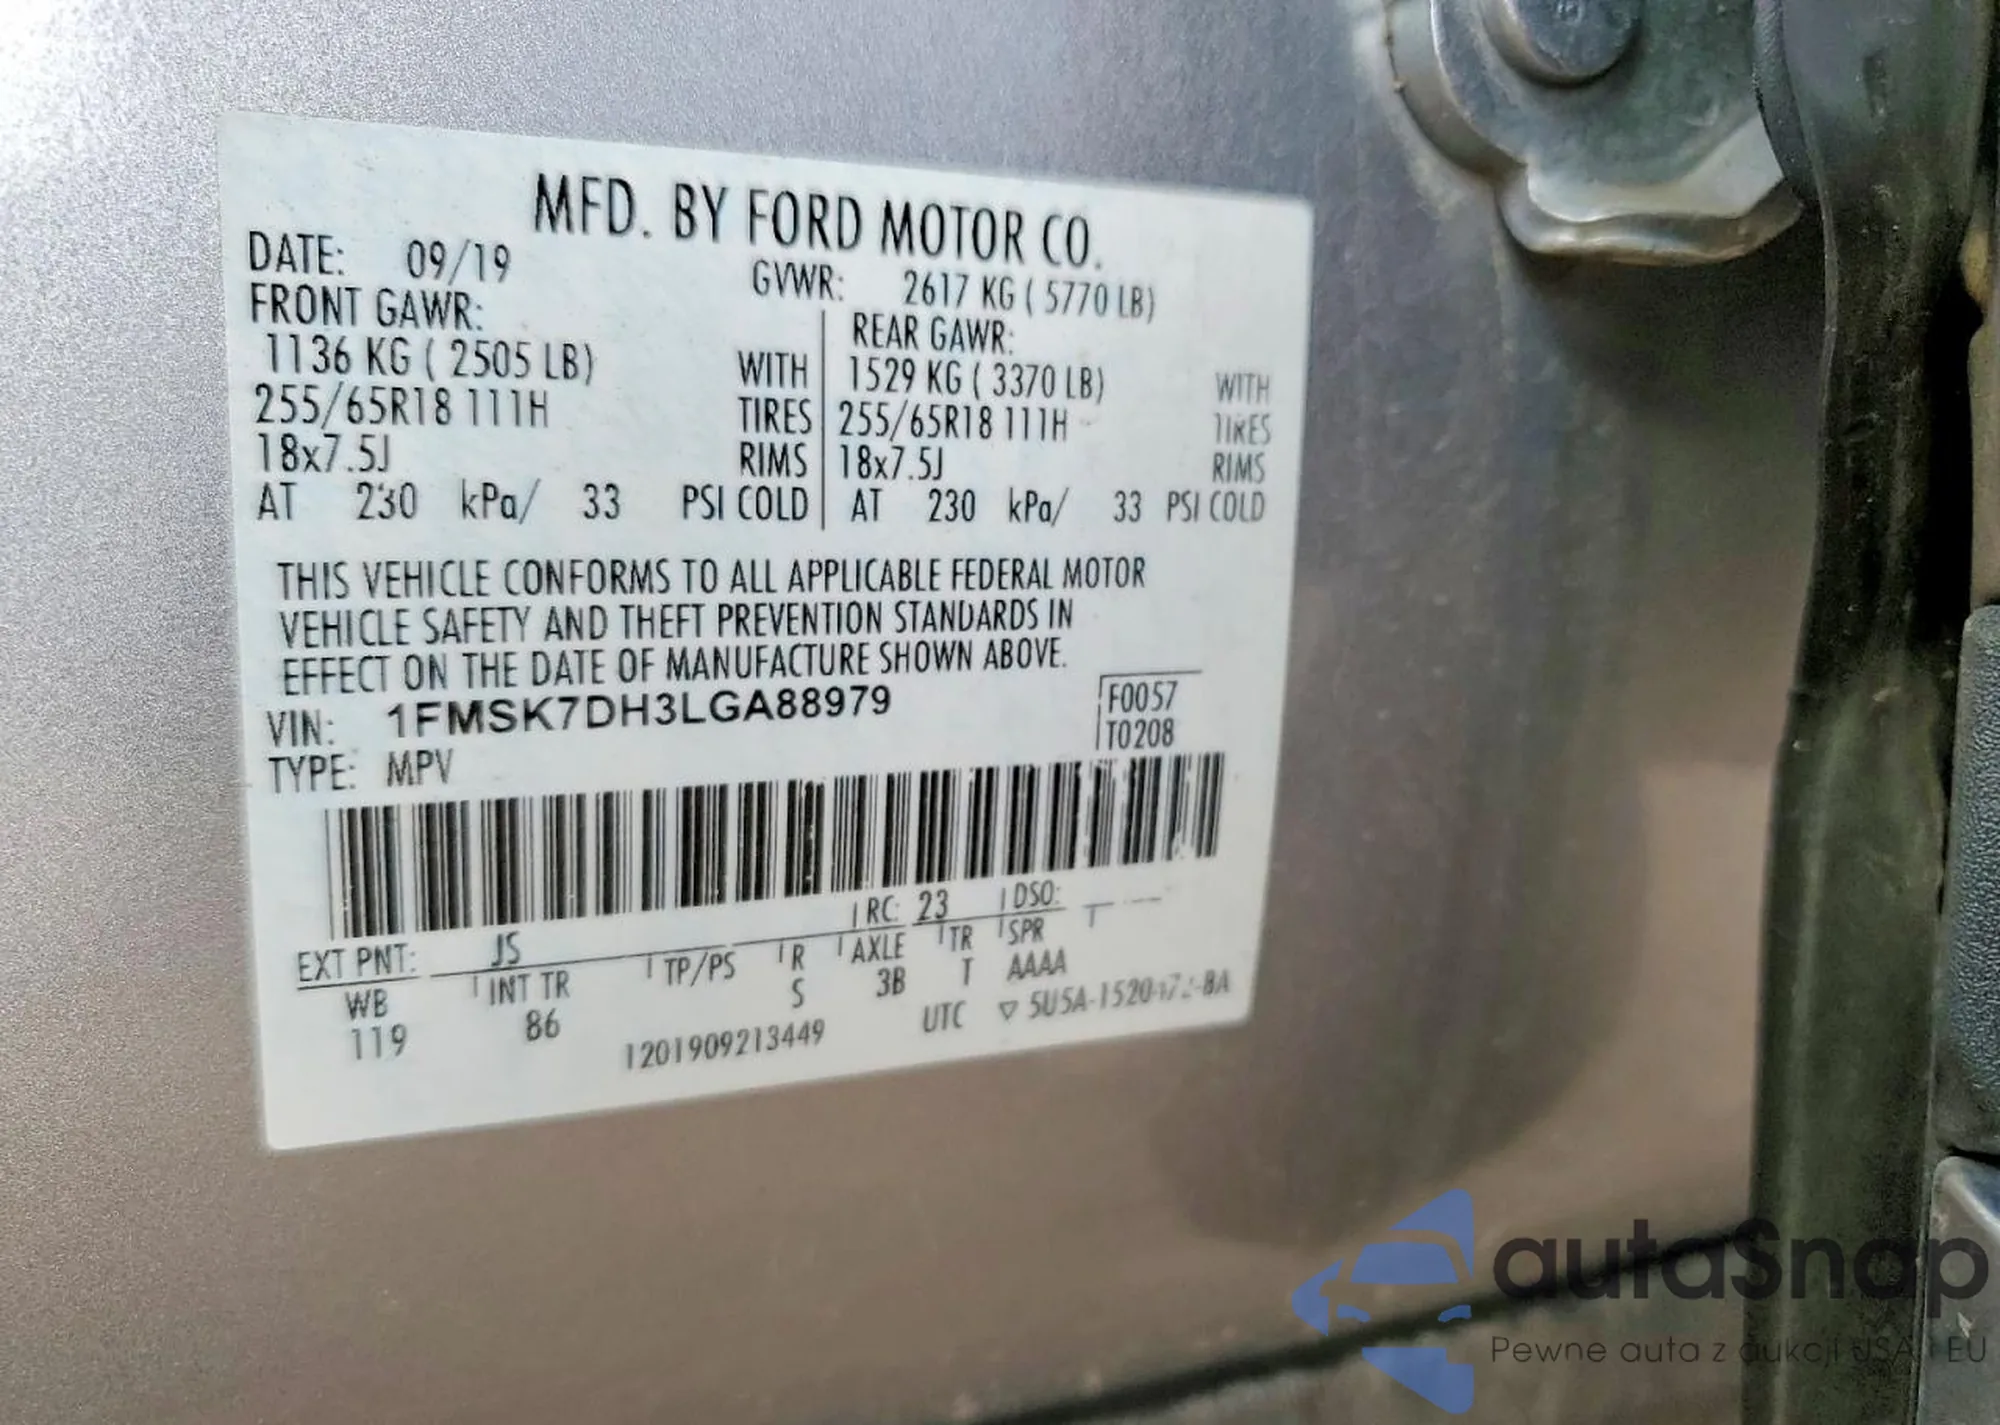 MFD. BY FORD MOTOR CO.
DATE: 09/19 GVWR: 2617 KG ( 5770 LB)
FRONT GAWR: REAR GAWR:
1136 KG ( 2505 LB) WITH 1529 KG ( 3370 LB) WITH
255/65R18 111H TIRES 255/65R18 111H TIRES
18x7.5J RIMS 18x7.5J RIMS
AT 230 kPa/ 33 PSI COLD AT 230 kPa/ 33 PSI COLD
THIS VEHICLE CONFORMS TO ALL APPLICABLE FEDERAL MOTOR
VEHICLE SAFETY AND THEFT PREVENTION STANDARDS IN
EFFECT ON THE DATE OF MANUFACTURE SHOWN ABOVE.
VIN: 1FMSK7DH3LGA88979 F0057
TYPE: MPV T0208
EXT PNT: JS RC: 23 DSO:
WB INT TR TP/PS R AXLE TR SPR
119 86 S 3B T AAAA
1201909213449 UTC
autaSnap
Pewne auta z aukcji USA i EU